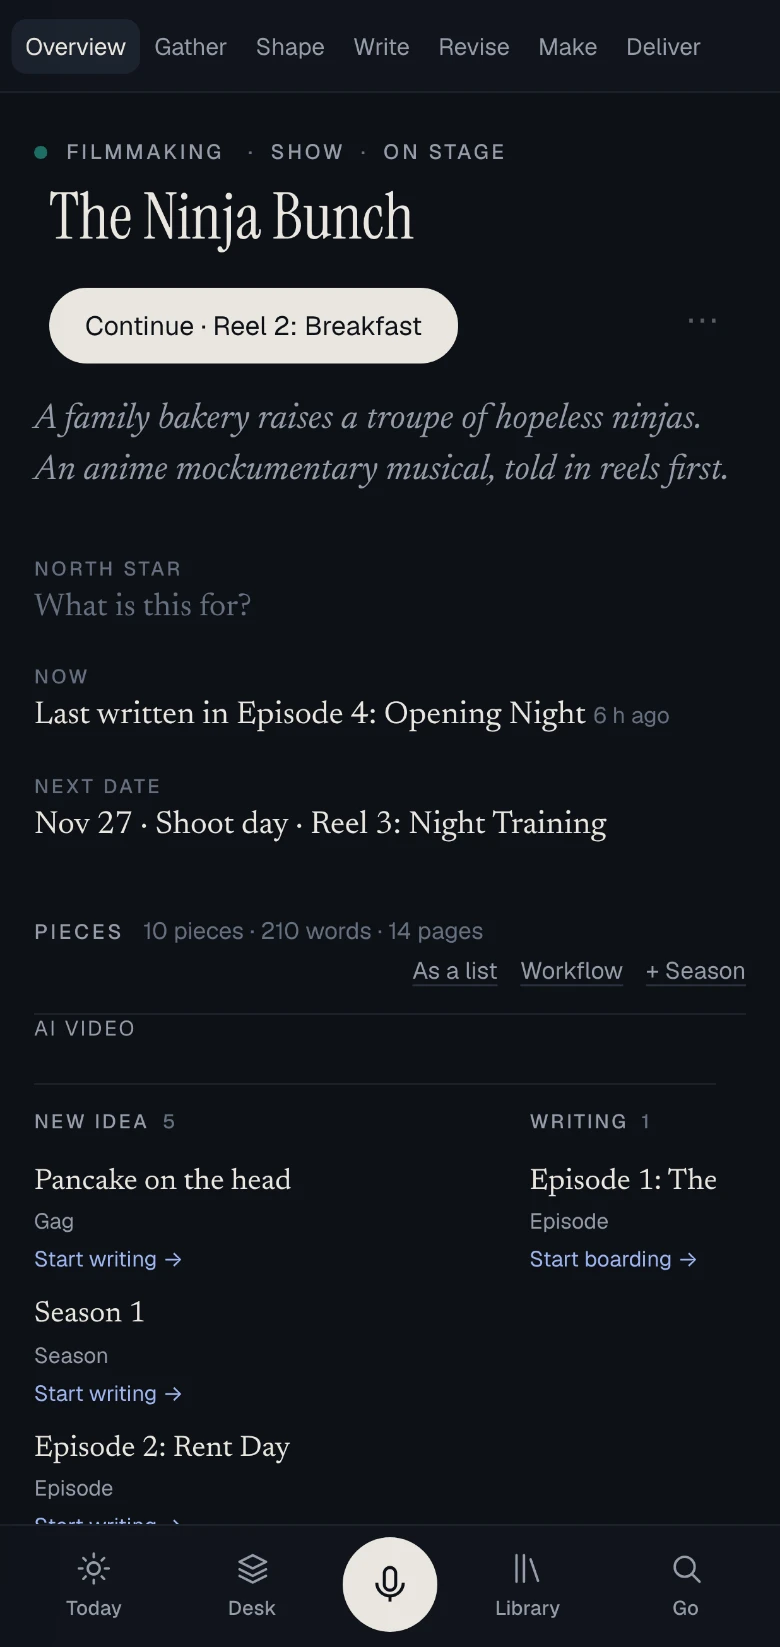 Overview Gather Shape Write Revise Make Deliver
FILMMAKING · SHOW · ON STAGE
The Ninja Bunch
Continue · Reel 2: Breakfast
...
A family bakery raises a troupe of hopeless ninjas.
An anime mockumentary musical, told in reels first.
NORTH STAR
What is this for?
NOW
Last written in Episode 4: Opening Night 6 h ago
NEXT DATE
Nov 27 · Shoot day · Reel 3: Night Training
PIECES 10 pieces · 210 words · 14 pages
As a list Workflow + Season
AI VIDEO
NEW IDEA 5
Pancake on the head
Gag
Start writing →
Season 1
Season
Start writing →
Episode 2: Rent Day
Episode
Start writing →
WRITING 1
Episode 1: The
Episode
Start boarding →
Today Desk Library Go